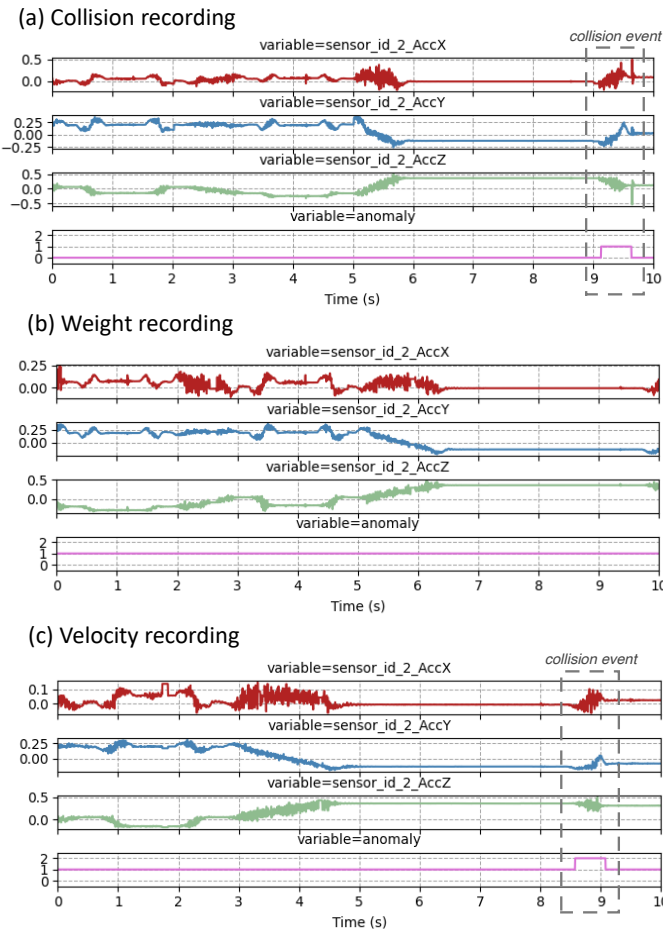 (a) Collision recording
collision event
variable=sensor_id_2_AccX
0.5
0.0
variable=sensor_id_2_AccY
0.25
0.00
−0.25
variable=sensor_id_2_AccZ
0.5
0.0
−0.5
variable=anomaly
2
1
0
0 1 2 3 4 5 6 7 8 9 10
Time (s)
(b) Weight recording
variable=sensor_id_2_AccX
0.25
0.00
variable=sensor_id_2_AccY
0.25
0.00
variable=sensor_id_2_AccZ
0.5
0.0
variable=anomaly
2
1
0
0 1 2 3 4 5 6 7 8 9 10
Time (s)
(c) Velocity recording
collision event
variable=sensor_id_2_AccX
0.1
0.0
variable=sensor_id_2_AccY
0.25
0.00
variable=sensor_id_2_AccZ
0.5
0.0
variable=anomaly
2
1
0
0 1 2 3 4 5 6 7 8 9 10
Time (s)